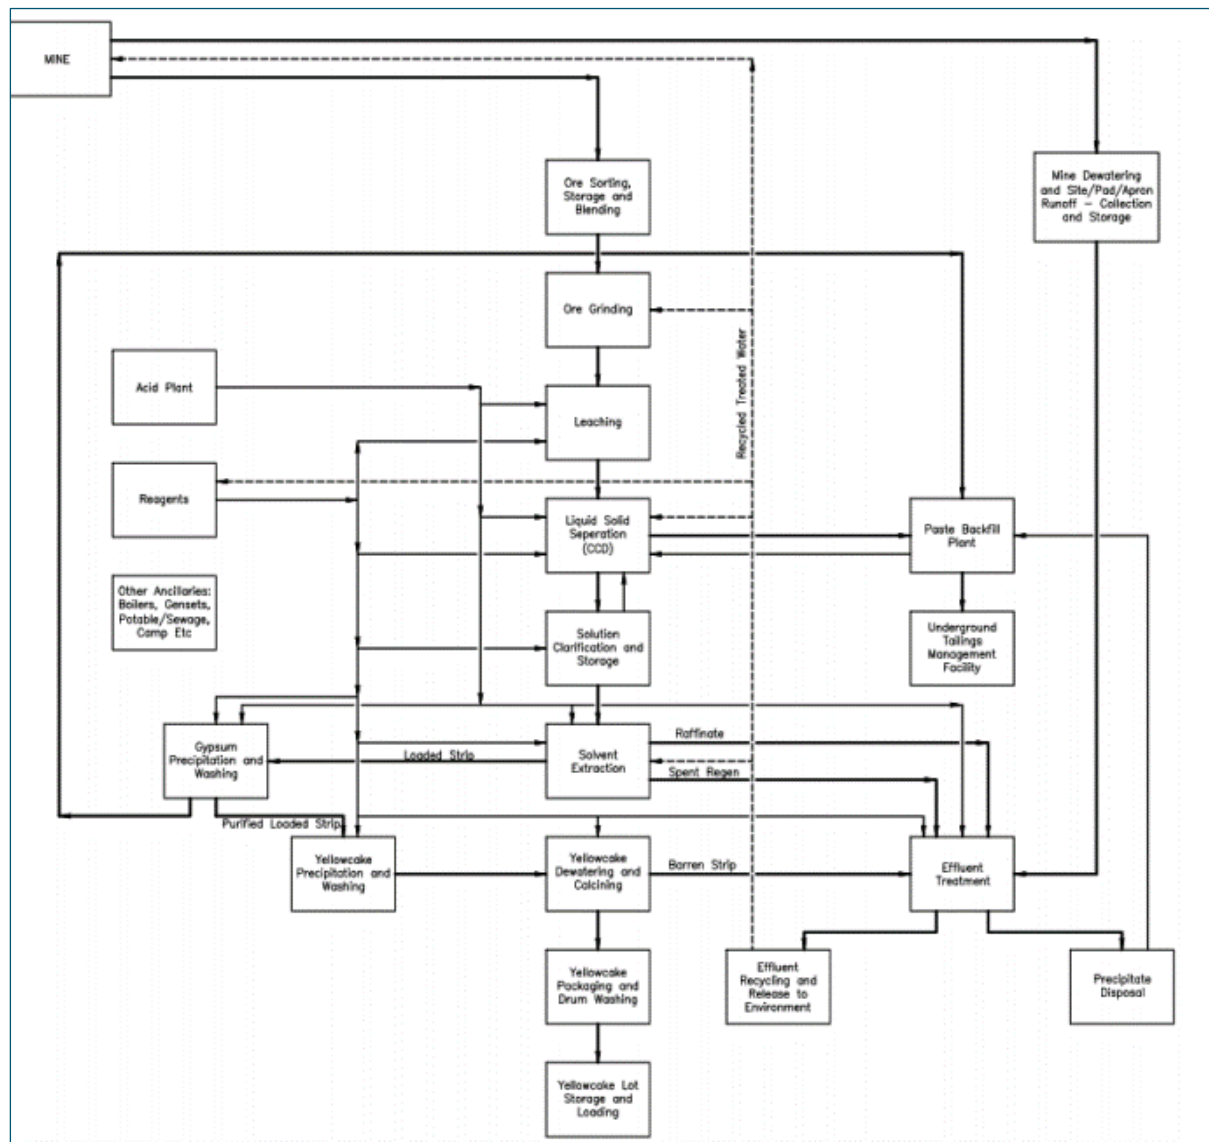 MINE
Ore Sorting,
Storage and
Blending
Mine Dewatering
and Site/Pad/Apron
Runoff – Collection
and Storage
Ore Grinding
Recycled Treated Water
Acid Plant
Leaching
Reagents
Liquid Solid
Seperation
(CCD)
Paste Backfill
Plant
Other Ancillaries:
Boilers, Gensets,
Potable/Sewage,
Camp Etc
Solution
Clarification and
Storage
Underground
Tailings
Management
Facility
Gypsum
Precipitation and
Washing
Loaded Strip
Solvent
Extraction
Raffinate
Spent Regen
Purified Loaded Strip
Yellowcake
Precipitation and
Washing
Yellowcake
Dewatering and
Calcining
Barren Strip
Effluent
Treatment
Yellowcake
Packaging and
Drum Washing
Effluent
Recycling and
Release to
Environment
Precipitate
Disposal
Yellowcake Lot
Storage and
Loading